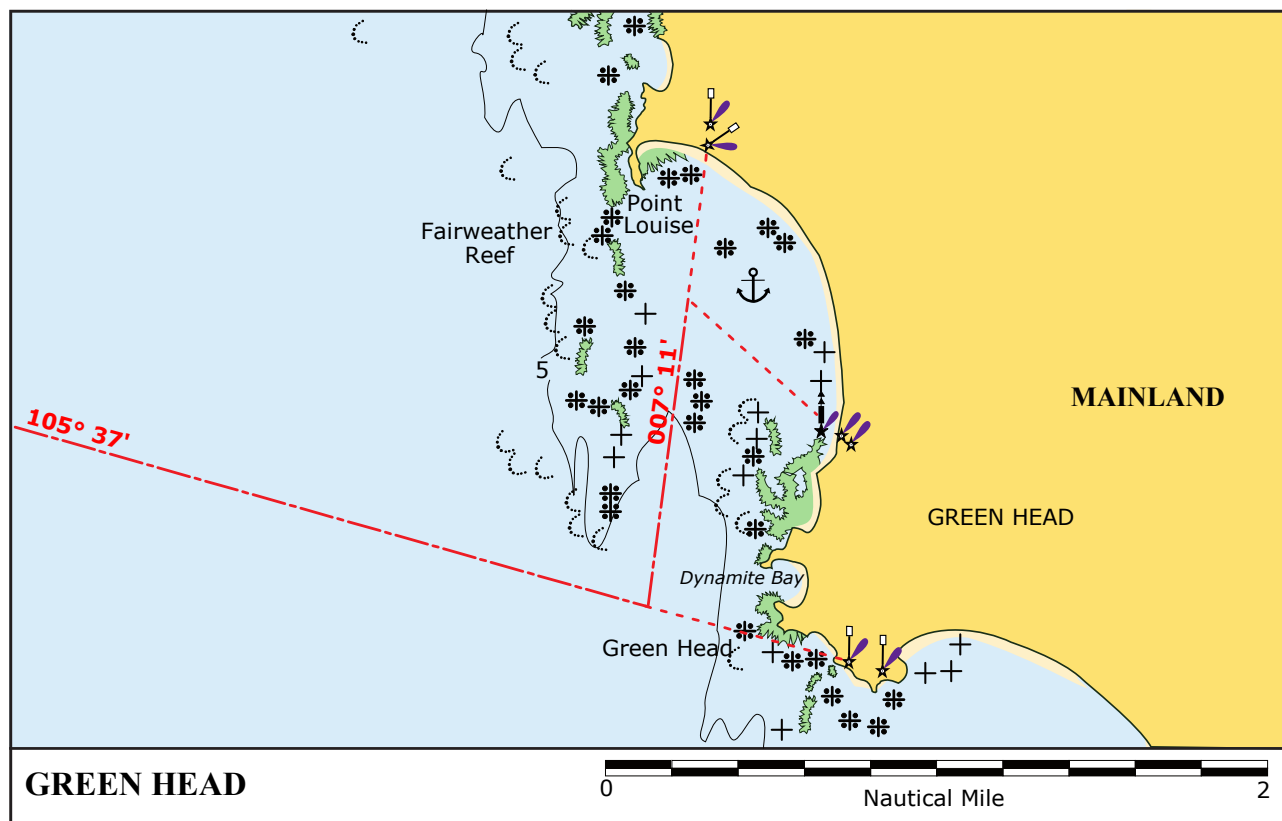 Point
Louise
Fairweather
Reef
5
007° 11'
MAINLAND
105° 37'
GREEN HEAD
Dynamite Bay
Green Head
GREEN HEAD
0
2
Nautical Mile